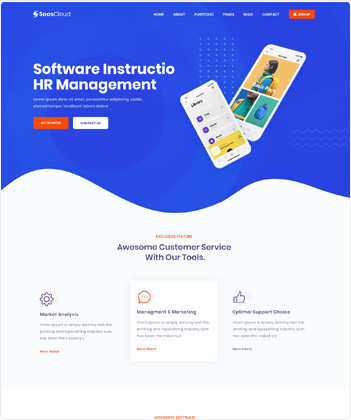 SaasCloud
HOME ABOUT PORTFOLIO PAGES BLOG CONTACT SIGN UP
Software Instructio
HR Management
Lorem ipsum dolor sit amet, consectetur adipiscing
eiusmod tempor incididunt labore dolore
GET STARTED CONTACT US
Library
EXCLUSIVE FEATURE
Awesome Customer Service
With Our Tools.
Market Analysis
Lorem Ipsum is simply dummy text the
printing and typesetting industry sum
has been the industry's
More About
Managment & Marketing
Lorem Ipsum is simply dummy text the
printing and typesetting industry sum
has been the industry's
More About
Optimal Support Choice
Lorem Ipsum is simply dummy text the
printing and typesetting industry sum
has been the industry's
More About
INTEGRATE SOFTWARE